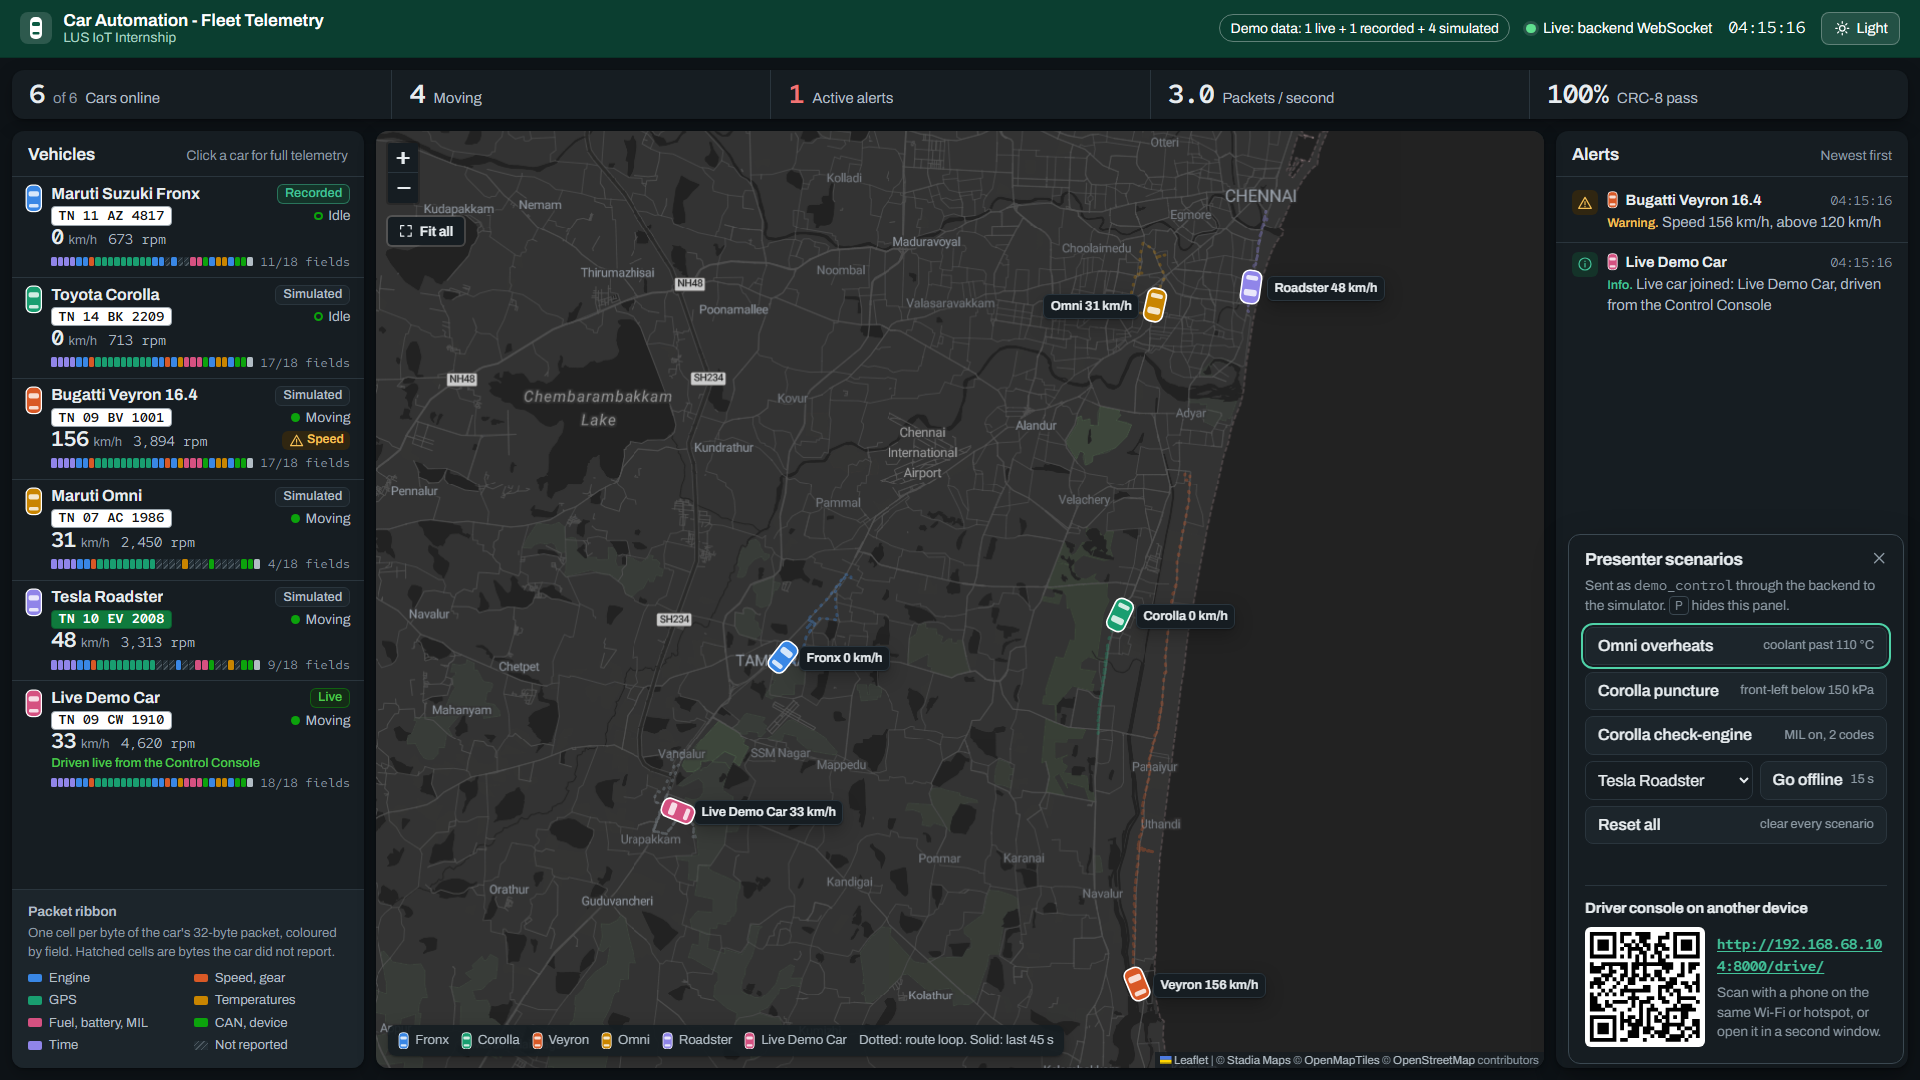 Car Automation - Fleet Telemetry
LUS IoT Internship
Demo data: 1 live + 1 recorded + 4 simulated
Live: backend WebSocket
04:15:16
Light
6 of 6 Cars online
4 Moving
1 Active alerts
3.0 Packets / second
100% CRC-8 pass
Vehicles
Click a car for full telemetry
Maruti Suzuki Fronx
Recorded
TN 11 AZ 4817
Idle
0 km/h 673 rpm
11/18 fields
Toyota Corolla
Simulated
TN 14 BK 2209
Idle
0 km/h 713 rpm
17/18 fields
Bugatti Veyron 16.4
Simulated
TN 09 BV 1001
Moving
156 km/h 3,894 rpm
Speed
17/18 fields
Maruti Omni
Simulated
TN 07 AC 1986
Moving
31 km/h 2,450 rpm
4/18 fields
Tesla Roadster
Simulated
TN 10 EV 2008
Moving
48 km/h 3,313 rpm
9/18 fields
Live Demo Car
Live
TN 09 CW 1910
Moving
33 km/h 4,620 rpm
Driven live from the Control Console
18/18 fields
Packet ribbon
One cell per byte of the car's 32-byte packet, coloured
by field. Hatched cells are bytes the car did not report.
Engine
Speed, gear
GPS
Temperatures
Fuel, battery, MIL
CAN, device
Time
Not reported
+
−
Fit all
Otteri
Kolladi
CHENNAI
Kudapakkam
Nemam
Egmore
Maduravoyal
Choolaimedu
Thirumazhisai
Noombal
NH48
Roadster 48 km/h
Omni 31 km/h
Valasaravakkam
Poonamallee
NH48
SH234
Chembarambakkam
Lake
Kovur
Adyar
Alandur
Chennai
International
Airport
Kundrathur
Pennalur
Pammal
Velachery
Navalur
SH234
Corolla 0 km/h
Fronx 0 km/h
Chetpet
Mahanyam
Vandalur
SSM Nagar
Mappedu
Panaiyur
Live Demo Car 33 km/h
Urapakkam
Uthandi
Ponmar
Karanai
Kandigai
Orathur
Guduvancheri
Navalur
Veyron 156 km/h
Kolathur
Fronx
Corolla
Veyron
Omni
Roadster
Live Demo Car
Dotted: route loop. Solid: last 45 s
Leaflet | © Stadia Maps © OpenMapTiles © OpenStreetMap contributors
Alerts
Newest first
Bugatti Veyron 16.4
04:15:16
Warning. Speed 156 km/h, above 120 km/h
Live Demo Car
04:15:16
Info. Live car joined: Live Demo Car, driven
from the Control Console
Presenter scenarios
Sent as demo_control through the backend to
the simulator. P hides this panel.
Omni overheats
coolant past 110 °C
Corolla puncture
front-left below 150 kPa
Corolla check-engine
MIL on, 2 codes
Tesla Roadster
Go offline 15 s
Reset all
clear every scenario
Driver console on another device
http://192.168.68.10
4:8000/drive/
Scan with a phone on the
same Wi-Fi or hotspot, or
open it in a second window.